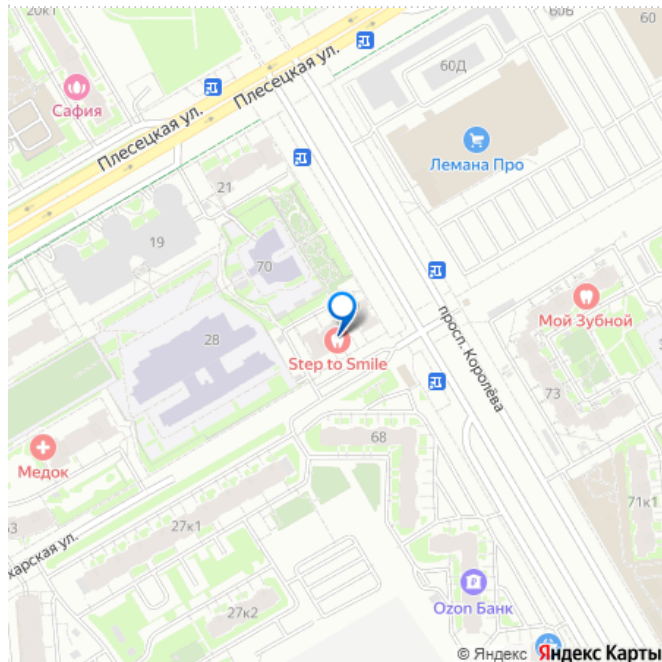 20к1
60Б
60
Плесецкая ул.
60Д
Сафия
Плесецкая ул.
Лемана Про
21
19
70
28
Мой Зубной
Step to Smile
просп. Королёва
73
68
Медок
71к1
27к1
харская ул.
Ozon Банк
27к2
© Яндекс Яндекс Карты